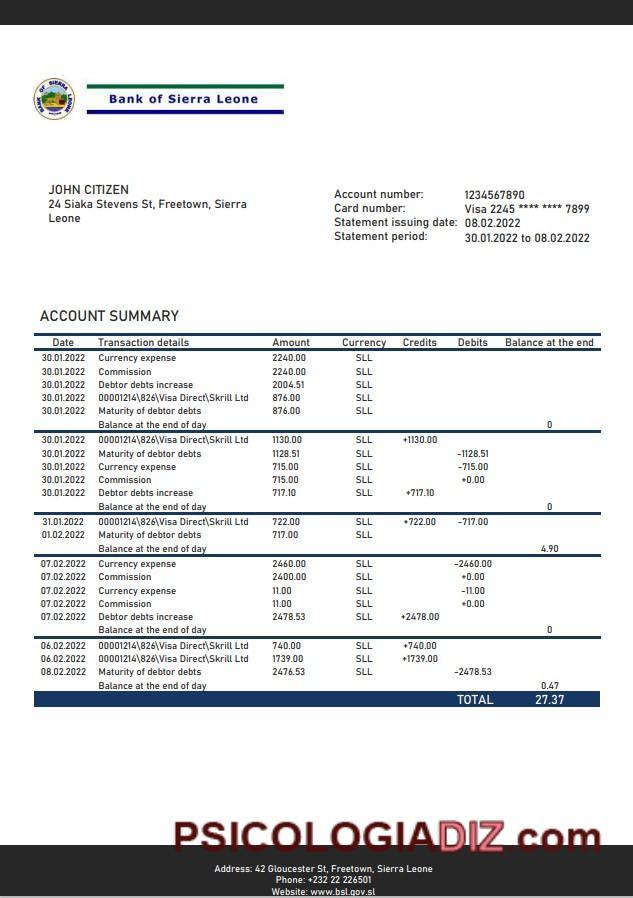 BANK OF SIERRA LEONE
Bank of Sierra Leone
JOHN CITIZEN
24 Siaka Stevens St, Freetown, Sierra
Leone
Account number: 1234567890
Card number: Visa 2245 **** **** 7899
Statement issuing date: 08.02.2022
Statement period: 30.01.2022 to 08.02.2022
ACCOUNT SUMMARY
Date Transaction details Amount Currency Credits Debits Balance at the end
30.01.2022 Currency expense 2240.00 SLL
30.01.2022 Commission 2240.00 SLL
30.01.2022 Debtor debts increase 2004.51 SLL
30.01.2022 00001214\826\Visa Direct\Skrill Ltd 876.00 SLL
30.01.2022 Maturity of debtor debts 876.00 SLL
Balance at the end of day 0
30.01.2022 00001214\826\Visa Direct\Skrill Ltd 1130.00 SLL +1130.00
30.01.2022 Maturity of debtor debts 1128.51 SLL -1128.51
30.01.2022 Currency expense 715.00 SLL -715.00
30.01.2022 Commission 715.00 SLL +0.00
30.01.2022 Debtor debts increase 717.10 SLL +717.10
Balance at the end of day 0
31.01.2022 00001214\826\Visa Direct\Skrill Ltd 722.00 SLL +722.00 -717.00
01.02.2022 Maturity of debtor debts 717.00 SLL
Balance at the end of day 4.90
07.02.2022 Currency expense 2460.00 SLL -2460.00
07.02.2022 Commission 2400.00 SLL +0.00
07.02.2022 Currency expense 11.00 SLL -11.00
07.02.2022 Commission 11.00 SLL +0.00
07.02.2022 Debtor debts increase 2478.53 SLL +2478.00
Balance at the end of day 0
06.02.2022 00001214\826\Visa Direct\Skrill Ltd 740.00 SLL +740.00
06.02.2022 00001214\826\Visa Direct\Skrill Ltd 1739.00 SLL +1739.00
08.02.2022 Maturity of debtor debts 2476.53 SLL -2478.53
Balance at the end of day 0.47
TOTAL 27.37
PSICOLOGIADIZ.com
Address: 42 Gloucester St, Freetown, Sierra Leone
Phone: +232 22 226501
Website: www.bsl.gov.sl